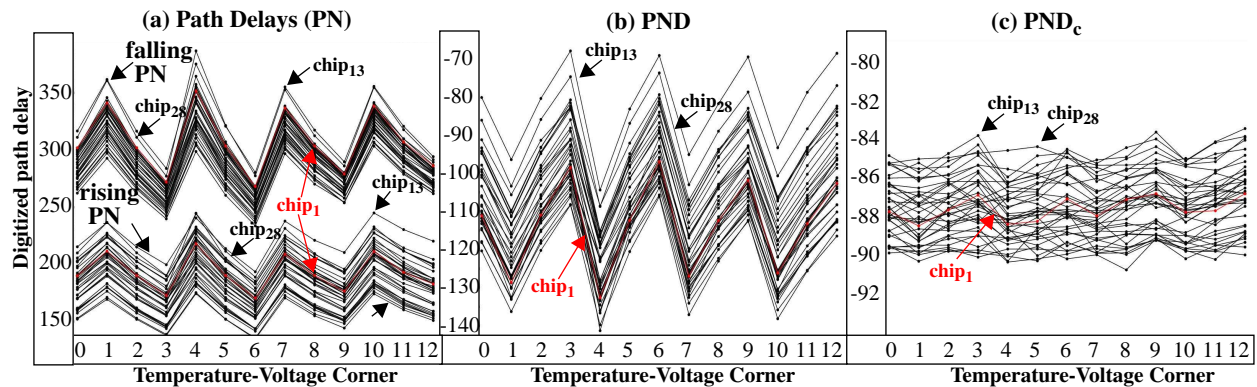 (a) Path Delays (PN)
falling
PN
chip13
chip28
rising
PN
chip1
chip13
chip28
Digitized path delay
350
300
250
200
150
0 1 2 3 4 5 6 7 8 9 10 11 12
Temperature-Voltage Corner
(b) PND
-70
-80
-90
-100
-110
-120
-130
-140
chip13
chip28
chip1
0 1 2 3 4 5 6 7 8 9 10 11 12
Temperature-Voltage Corner
(c) PNDc
-80
-82
-84
-86
-88
-90
-92
chip13
chip28
chip1
0 1 2 3 4 5 6 7 8 9 10 11 12
Temperature-Voltage Corner